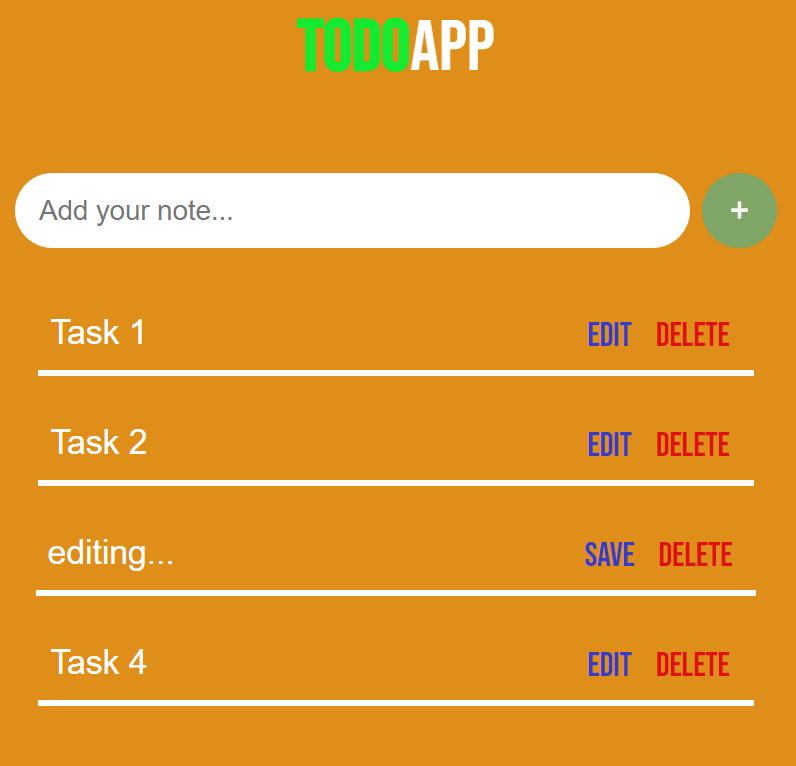 TODOAPP
Add your note... +
Task 1 EDIT DELETE
Task 2 EDIT DELETE
editing... SAVE DELETE
Task 4 EDIT DELETE